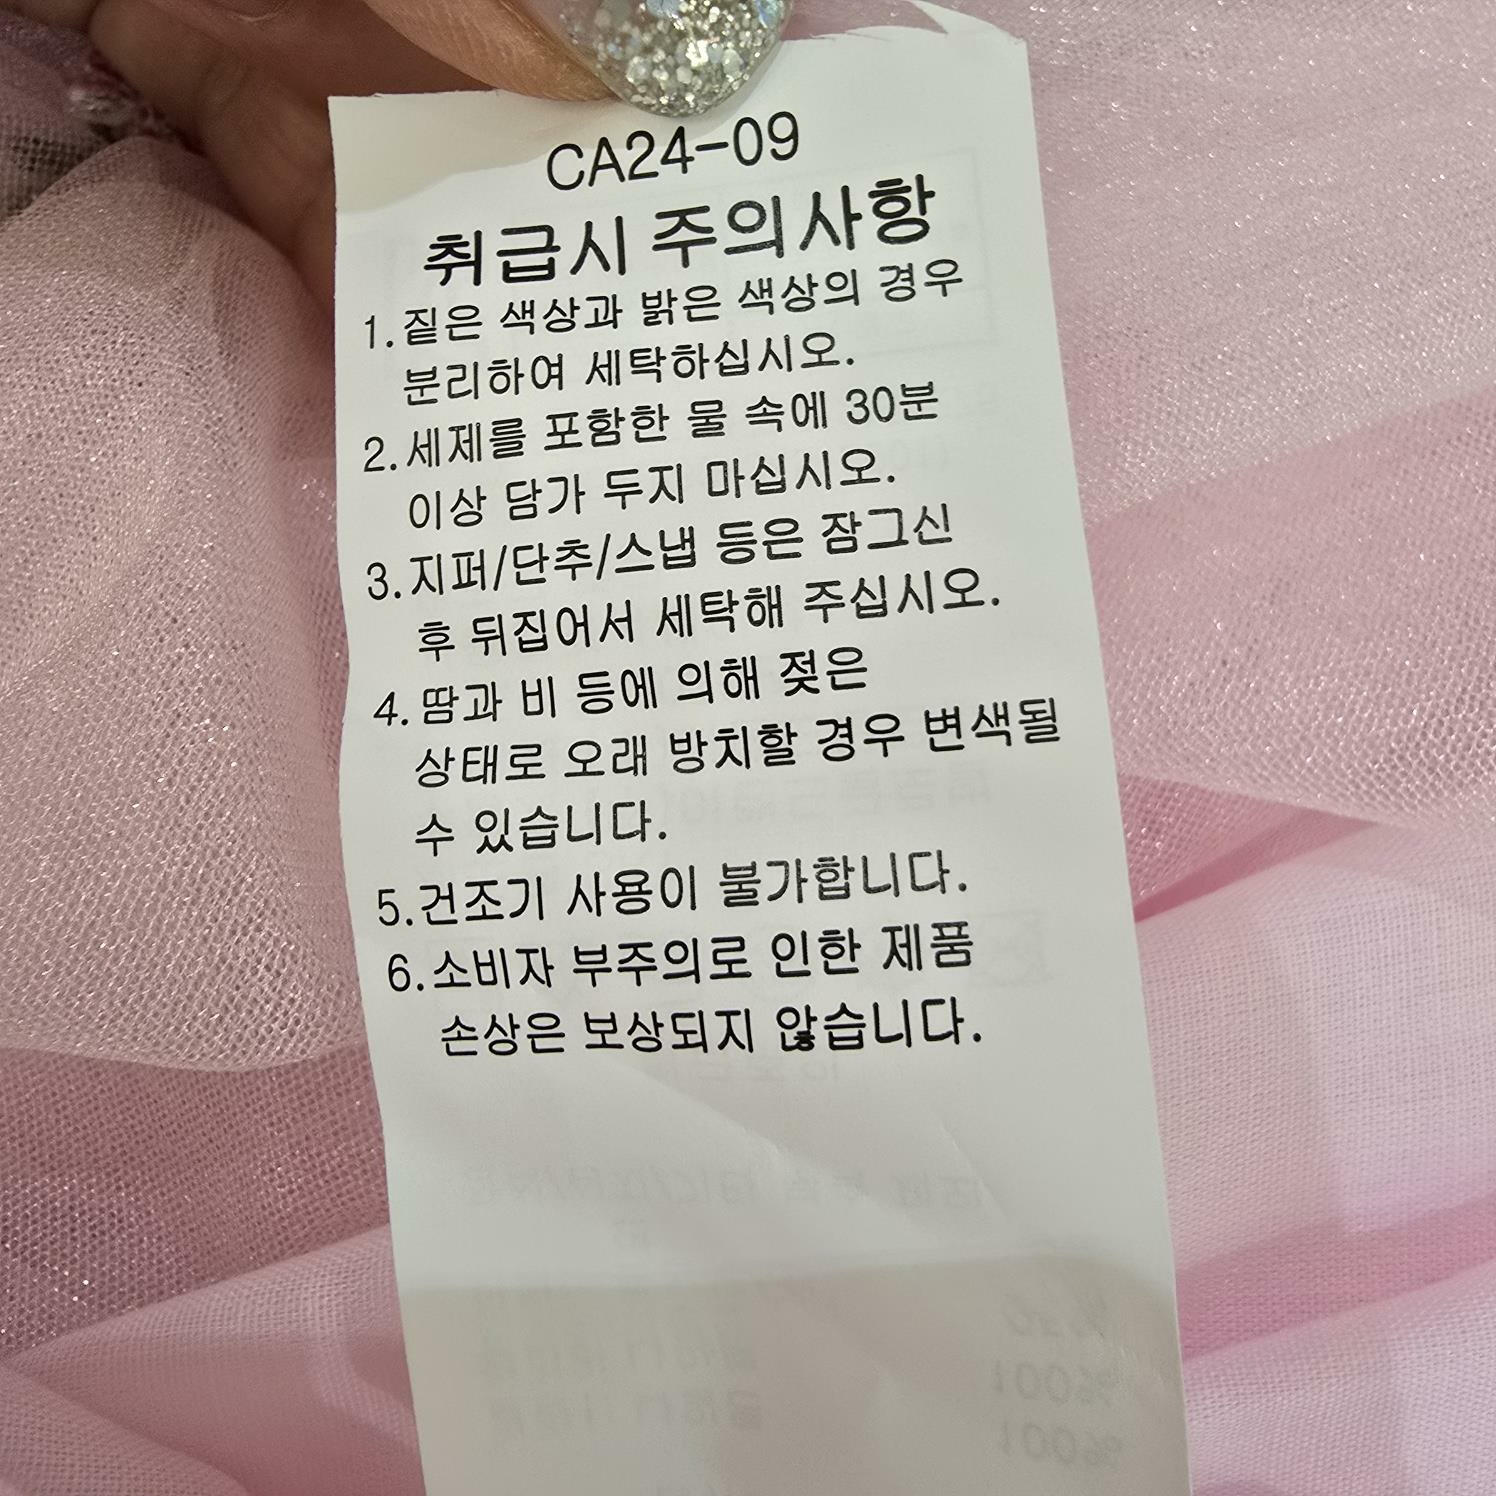 CA24-09
취급시 주의사항
1.짙은 색상과 밝은 색상의 경우
분리하여 세탁하십시오.
2.세제를 포함한 물 속에 30분
이상 담가 두지 마십시오.
3.지퍼/단추/스냅 등은 잠그신
후 뒤집어서 세탁해 주십시오.
4.땀과 비 등에 의해 젖은
상태로 오래 방치할 경우 변색될
수 있습니다.
5.건조기 사용이 불가합니다.
6.소비자 부주의로 인한 제품
손상은 보상되지 않습니다.